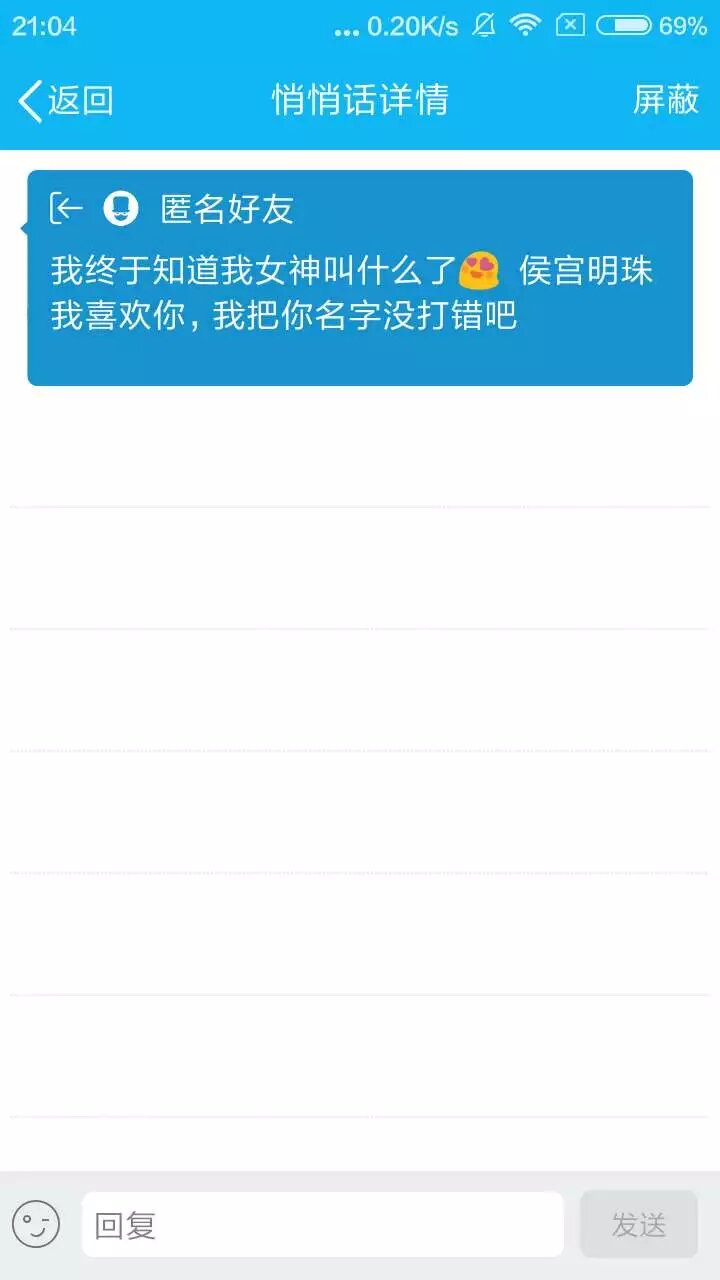 21:04 ... 0.20K/s 69%
返回 悄悄话详情 屏蔽
匿名好友
我终于知道我女神叫什么了😍 侯宫明珠
我喜欢你，我把你名字没打错吧
回复 发送